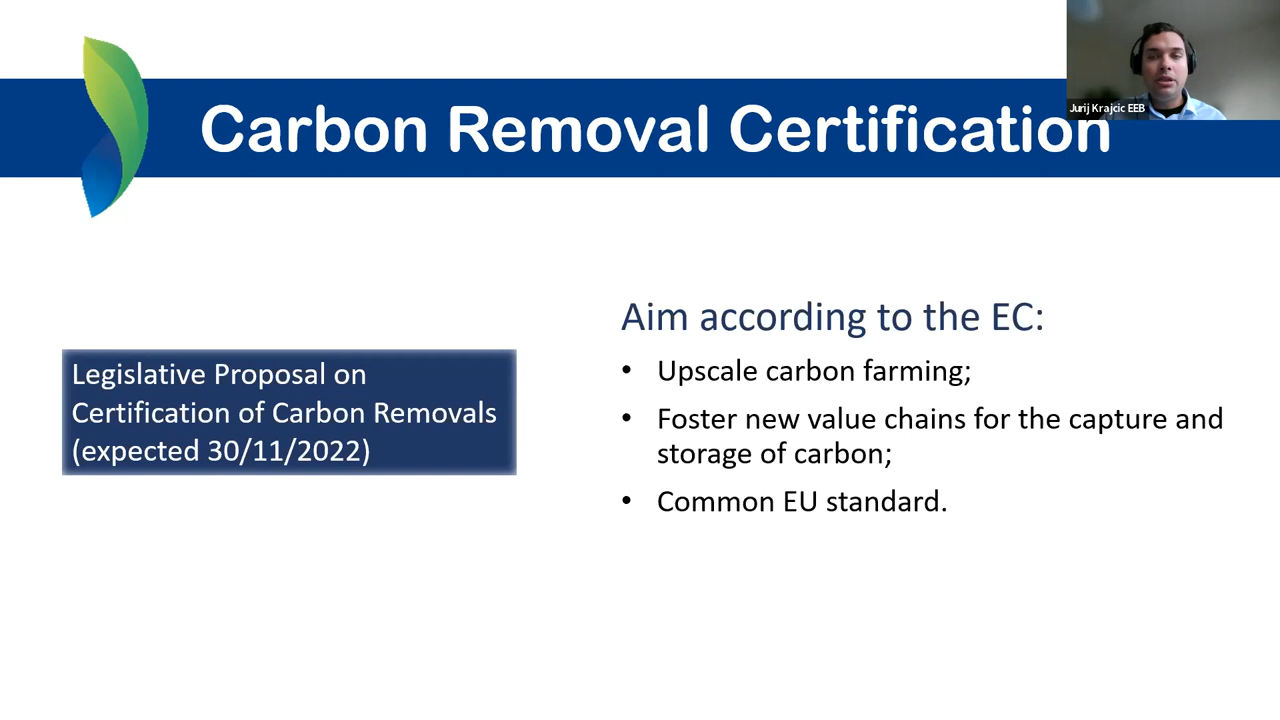 Carbon Removal Certification
Jurij Krajcic EEB
Legislative Proposal on
Certification of Carbon Removals
(expected 30/11/2022)
Aim according to the EC:
• Upscale carbon farming;
• Foster new value chains for the capture and
storage of carbon;
• Common EU standard.